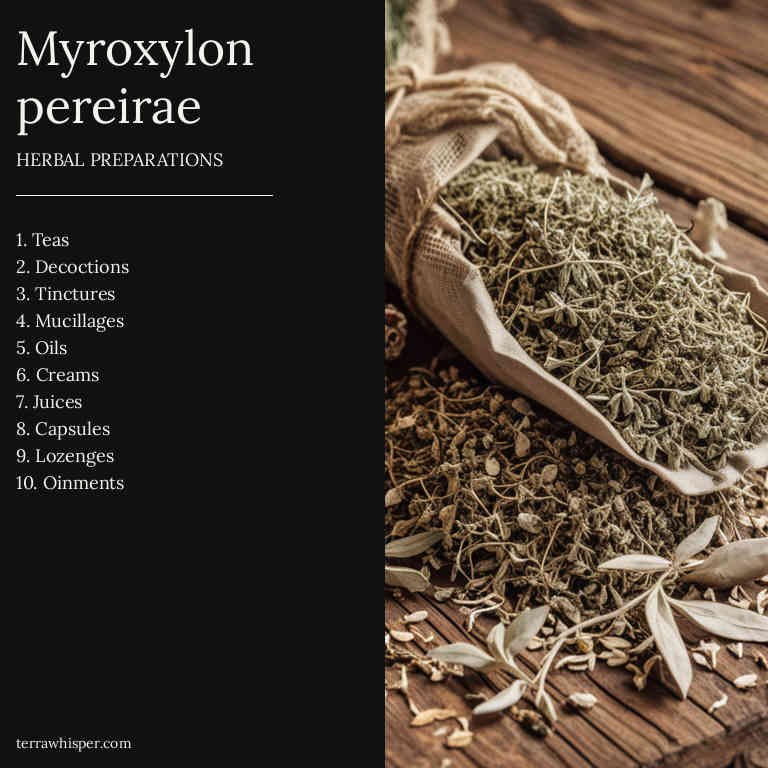 Myroxylon
pereirae
HERBAL PREPARATIONS
1. Teas
2. Decoctions
3. Tinctures
4. Mucillages
5. Oils
6. Creams
7. Juices
8. Capsules
9. Lozenges
10. Oinments
terrawhisper.com